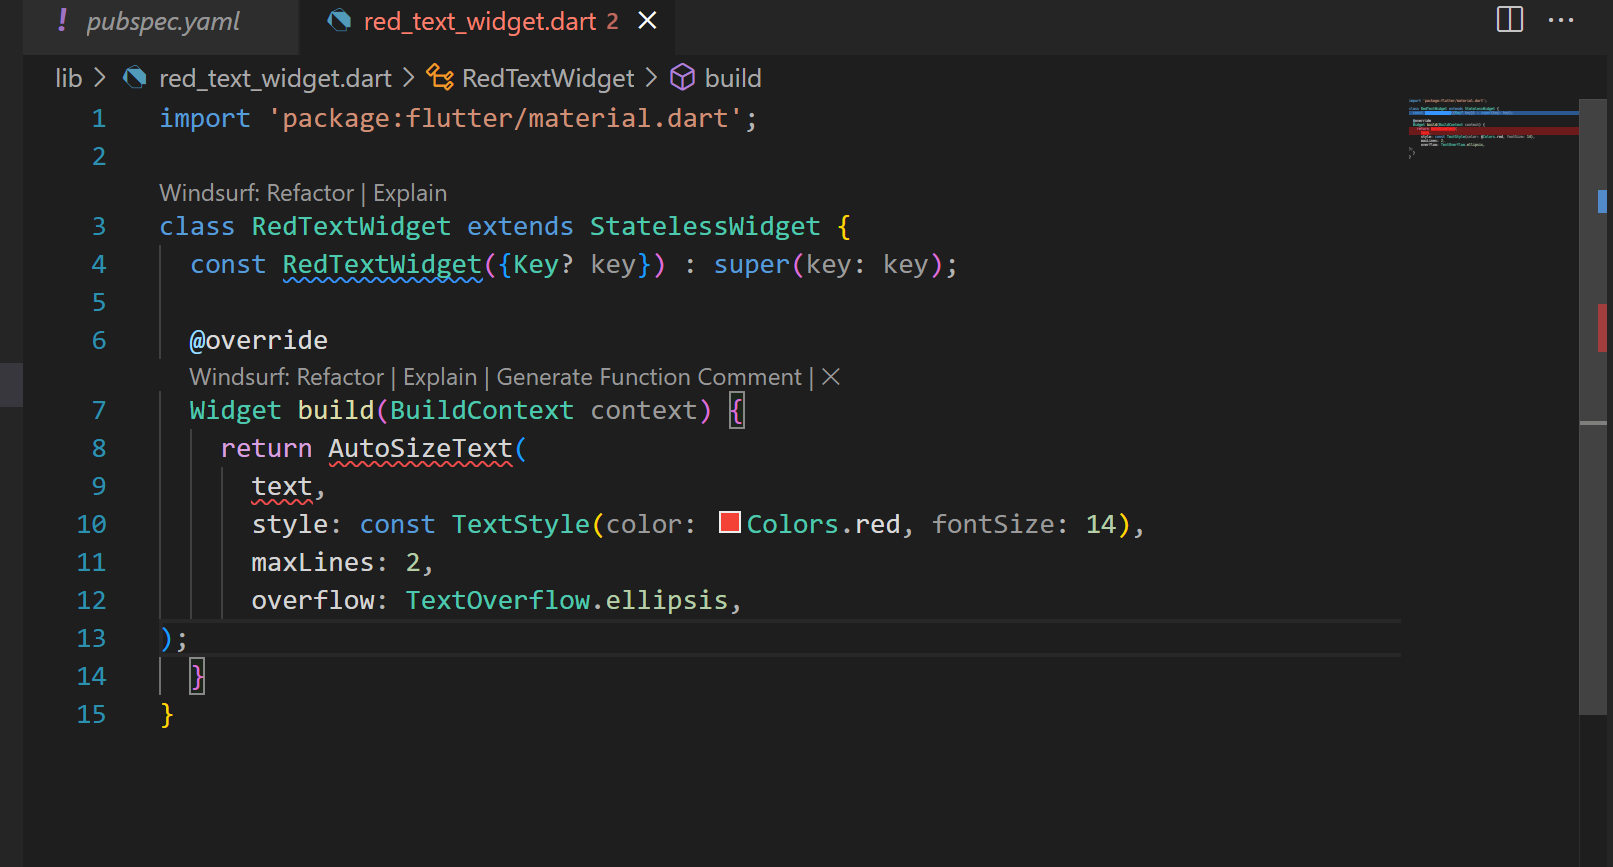 ! pubspec.yaml red_text_widget.dart 2
lib > red_text_widget.dart > RedTextWidget > build
1 import 'package:flutter/material.dart';
2
Windsurf: Refactor | Explain
3 class RedTextWidget extends StatelessWidget {
4 const RedTextWidget({Key? key}) : super(key: key);
5
6 @override
Windsurf: Refactor | Explain | Generate Function Comment | ×
7 Widget build(BuildContext context) {
8 return AutoSizeText(
9 text,
10 style: const TextStyle(color: Colors.red, fontSize: 14),
11 maxLines: 2,
12 overflow: TextOverflow.ellipsis,
13 );
14 }
15 }